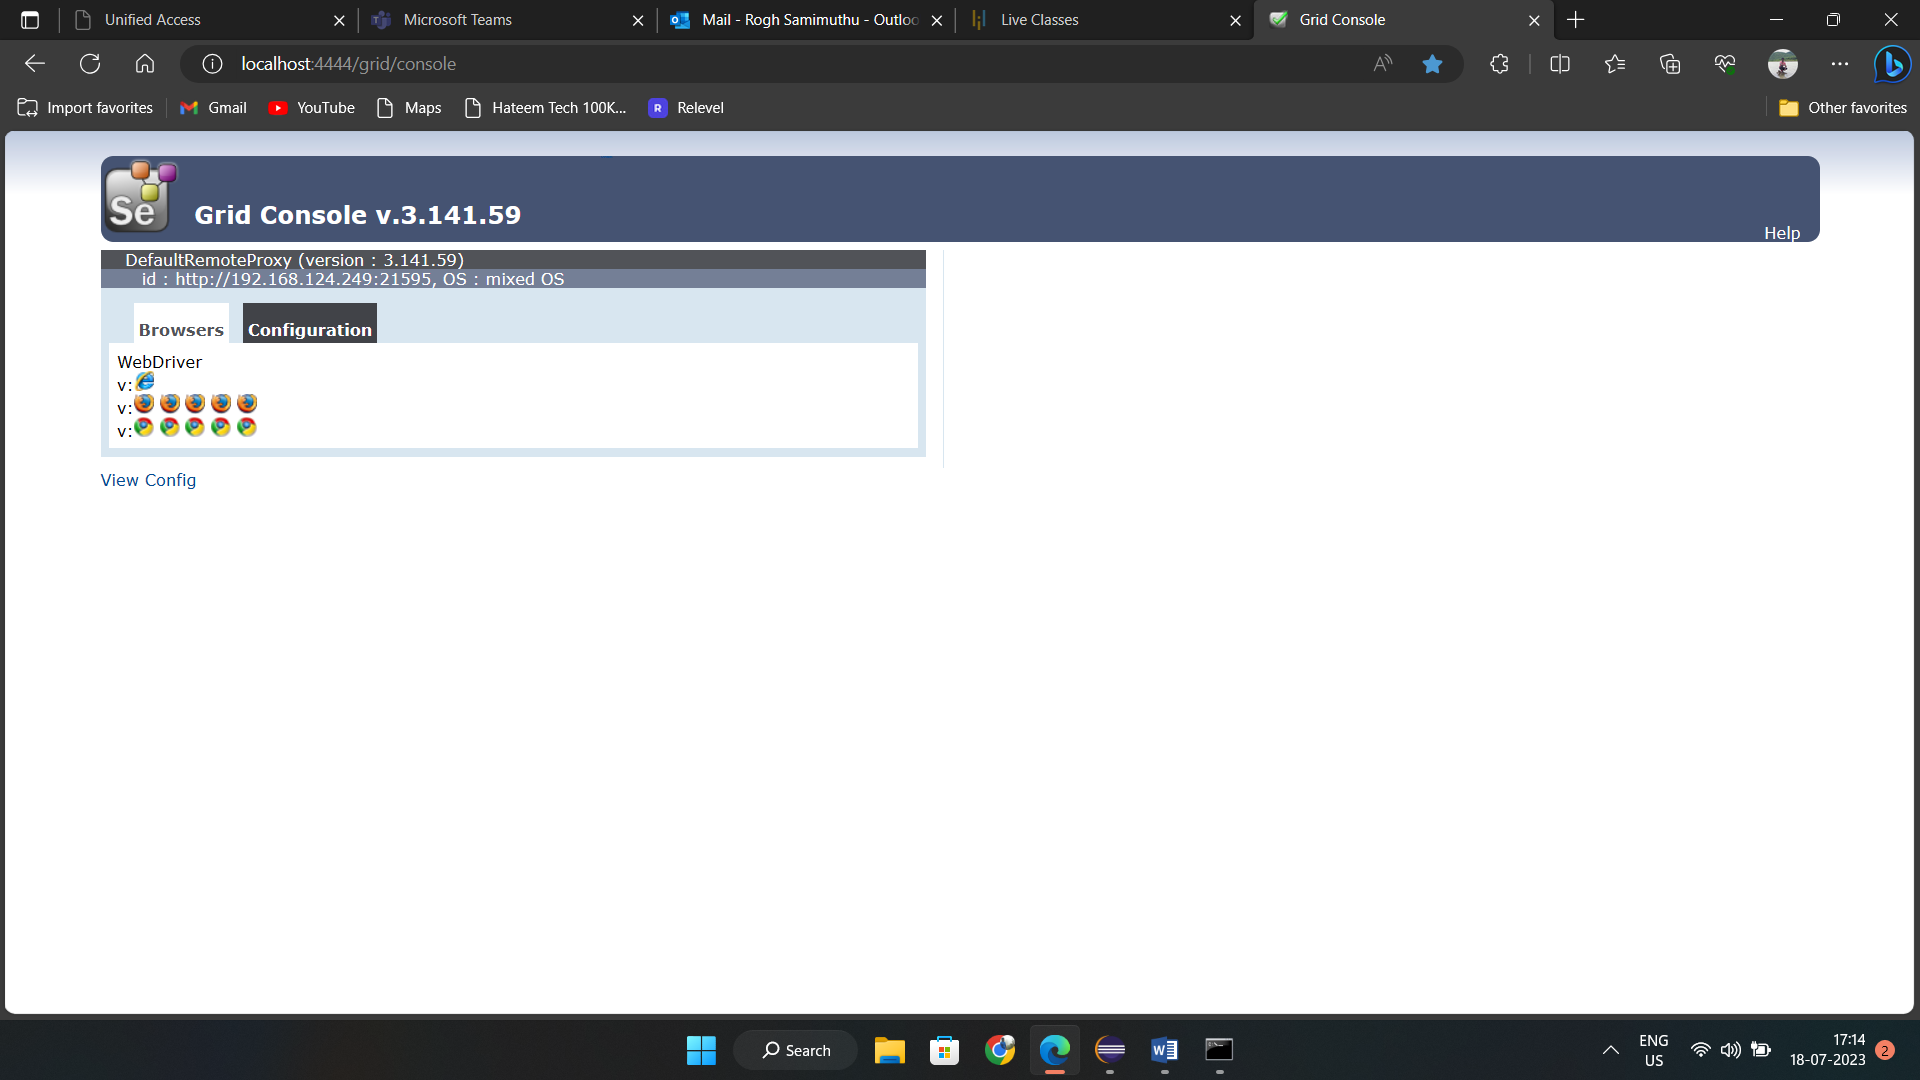 Unified Access
Microsoft Teams
Mail - Rogh Samimuthu - Outloo
Live Classes
Grid Console
localhost:4444/grid/console
Import favorites
Gmail
YouTube
Maps
Hateem Tech 100K...
R
Relevel
Other favorites
Se
Grid Console v.3.141.59
Help
DefaultRemoteProxy (version : 3.141.59)
id : http://192.168.124.249:21595, OS : mixed OS
Browsers
Configuration
WebDriver
v:
v:
v:
View Config
Search
ENG
US
17:14
18-07-2023
2